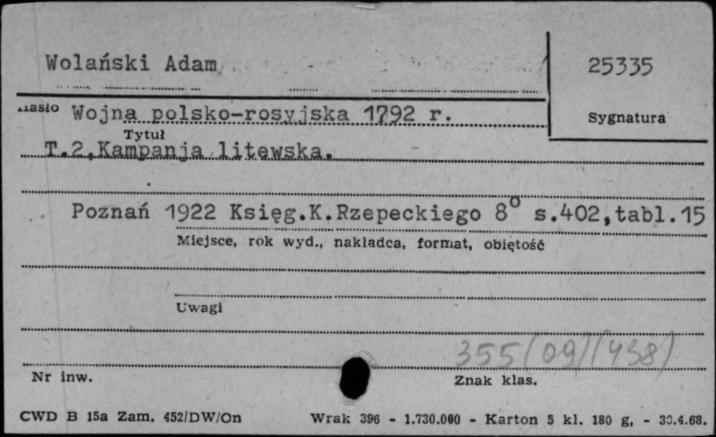 Wolański Adam
25335
Hasło
Sygnatura
Wojna polsko-rosyjska 1792 r.
Tytuł
T.2,Kampanja litewska.
Poznań 1922 Księg.K.Rzepeckiego 8° s.402,tabl.15
Miejsce, rok wyd., nakładca, format, objętość
Uwagi
355(09)(438)
Nr inw.
Znak klas.
CWD B 15a Zam. 452/DW/On
Wrak 396 - 1.730.000 - Karton 5 kl. 180 g, - 30.4.68.